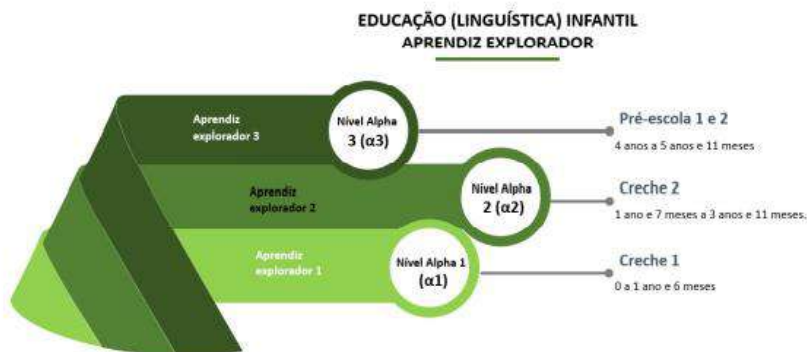 EDUCAÇÃO (LINGUÍSTICA) INFANTIL
APRENDIZ EXPLORADOR
Aprendiz
explorador 3
Nível Alpha
3 (α3)
Pré-escola 1 e 2
4 anos a 5 anos e 11 meses
Aprendiz
explorador 2
Nível Alpha
2 (α2)
Creche 2
1 ano e 7 meses a 3 anos e 11 meses.
Aprendiz
explorador 1
Nível Alpha 1
(α1)
Creche 1
0 a 1 ano e 6 meses